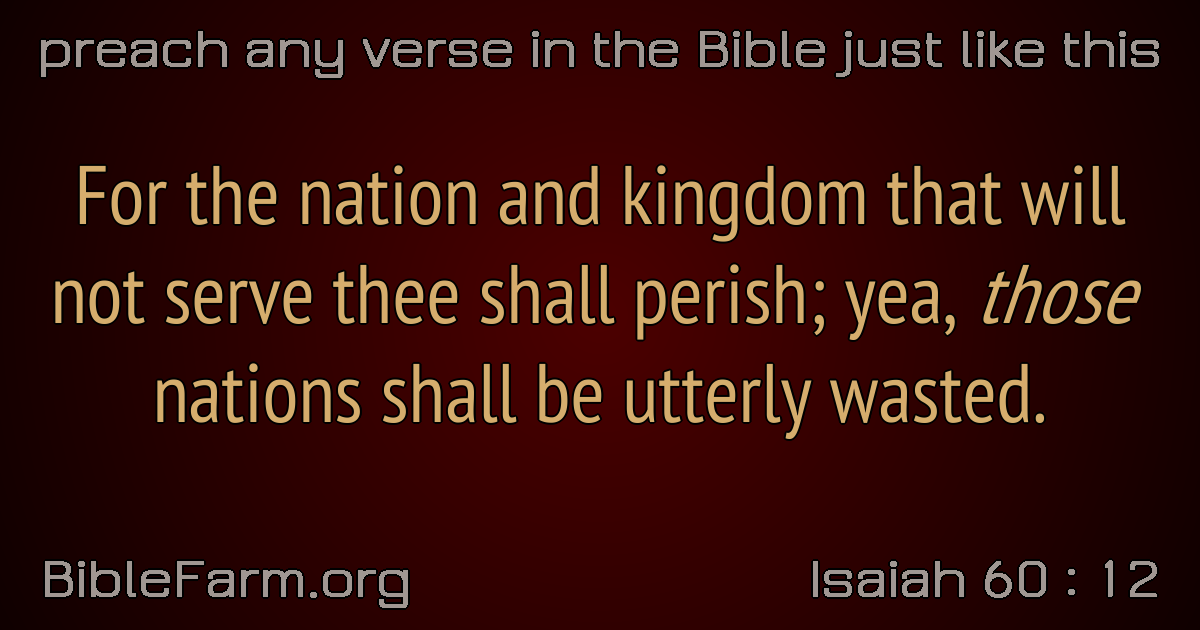 preach any verse in the Bible just like this
For the nation and kingdom that will
not serve thee shall perish; yea, those
nations shall be utterly wasted.
BibleFarm.org
Isaiah 60 : 12